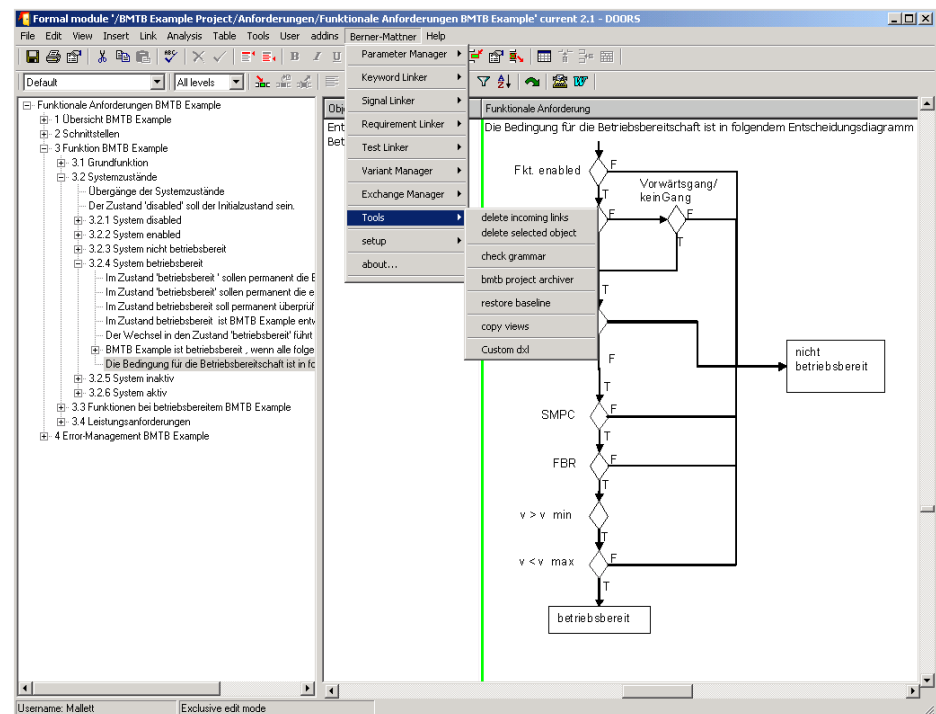 Formal module '/BMTB Example Project/Anforderungen/Funktionale Anforderungen BMTB Example' current 2.1 - DOORS
File Edit View Insert Link Analysis Table Tools User addins Berner-Mattner Help
B I U
Default
All levels
W
Funktionale Anforderungen BMTB Example
1 Übersicht BMTB Example
2 Schnittstellen
3 Funktion BMTB Example
3.1 Grundfunktion
3.2 Systemzustände
Übergänge der Systemzustände
Der Zustand 'disabled' soll der Initialzustand sein.
3.2.1 System disabled
3.2.2 System enabled
3.2.3 System nicht betriebsbereit
3.2.4 System betriebsbereit
Im Zustand 'betriebsbereit ' sollen permanent die E
Im Zustand 'betriebsbereit' sollen permanent die e
Im Zustand betriebsbereit soll permanent überprüf
Im Zustand betriebsbereit ist BMTB Example entw
Der Wechsel in den Zustand 'betriebsbereit' führt
BMTB Example ist betriebsbereit , wenn alle folge
Die Bedingung für die Betriebsbereitschaft ist in fo
3.2.5 System inaktiv
3.2.6 System aktiv
3.3 Funktionen bei betriebsbereitem BMTB Example
3.4 Leistungsanforderungen
4 Error-Management BMTB Example
Parameter Manager
Keyword Linker
Signal Linker
Requirement Linker
Test Linker
Variant Manager
Exchange Manager
Tools
setup
about...
delete incoming links
delete selected object
check grammar
bmtb project archiver
restore baseline
copy views
Custom dxl
Obj
Ent
Bet
Funktionale Anforderung
Die Bedingung für die Betriebsbereitschaft ist in folgendem Entscheidungsdiagramm
Fkt. enabled
F
T
Vorwärtsgang/
kein Gang
F
F
T
T
F
T
nicht
betriebsbereit
SMPC
F
T
FBR
F
T
v > v min
T
v < v max
F
T
betriebsbereit
Username: Mallett
Exclusive edit mode